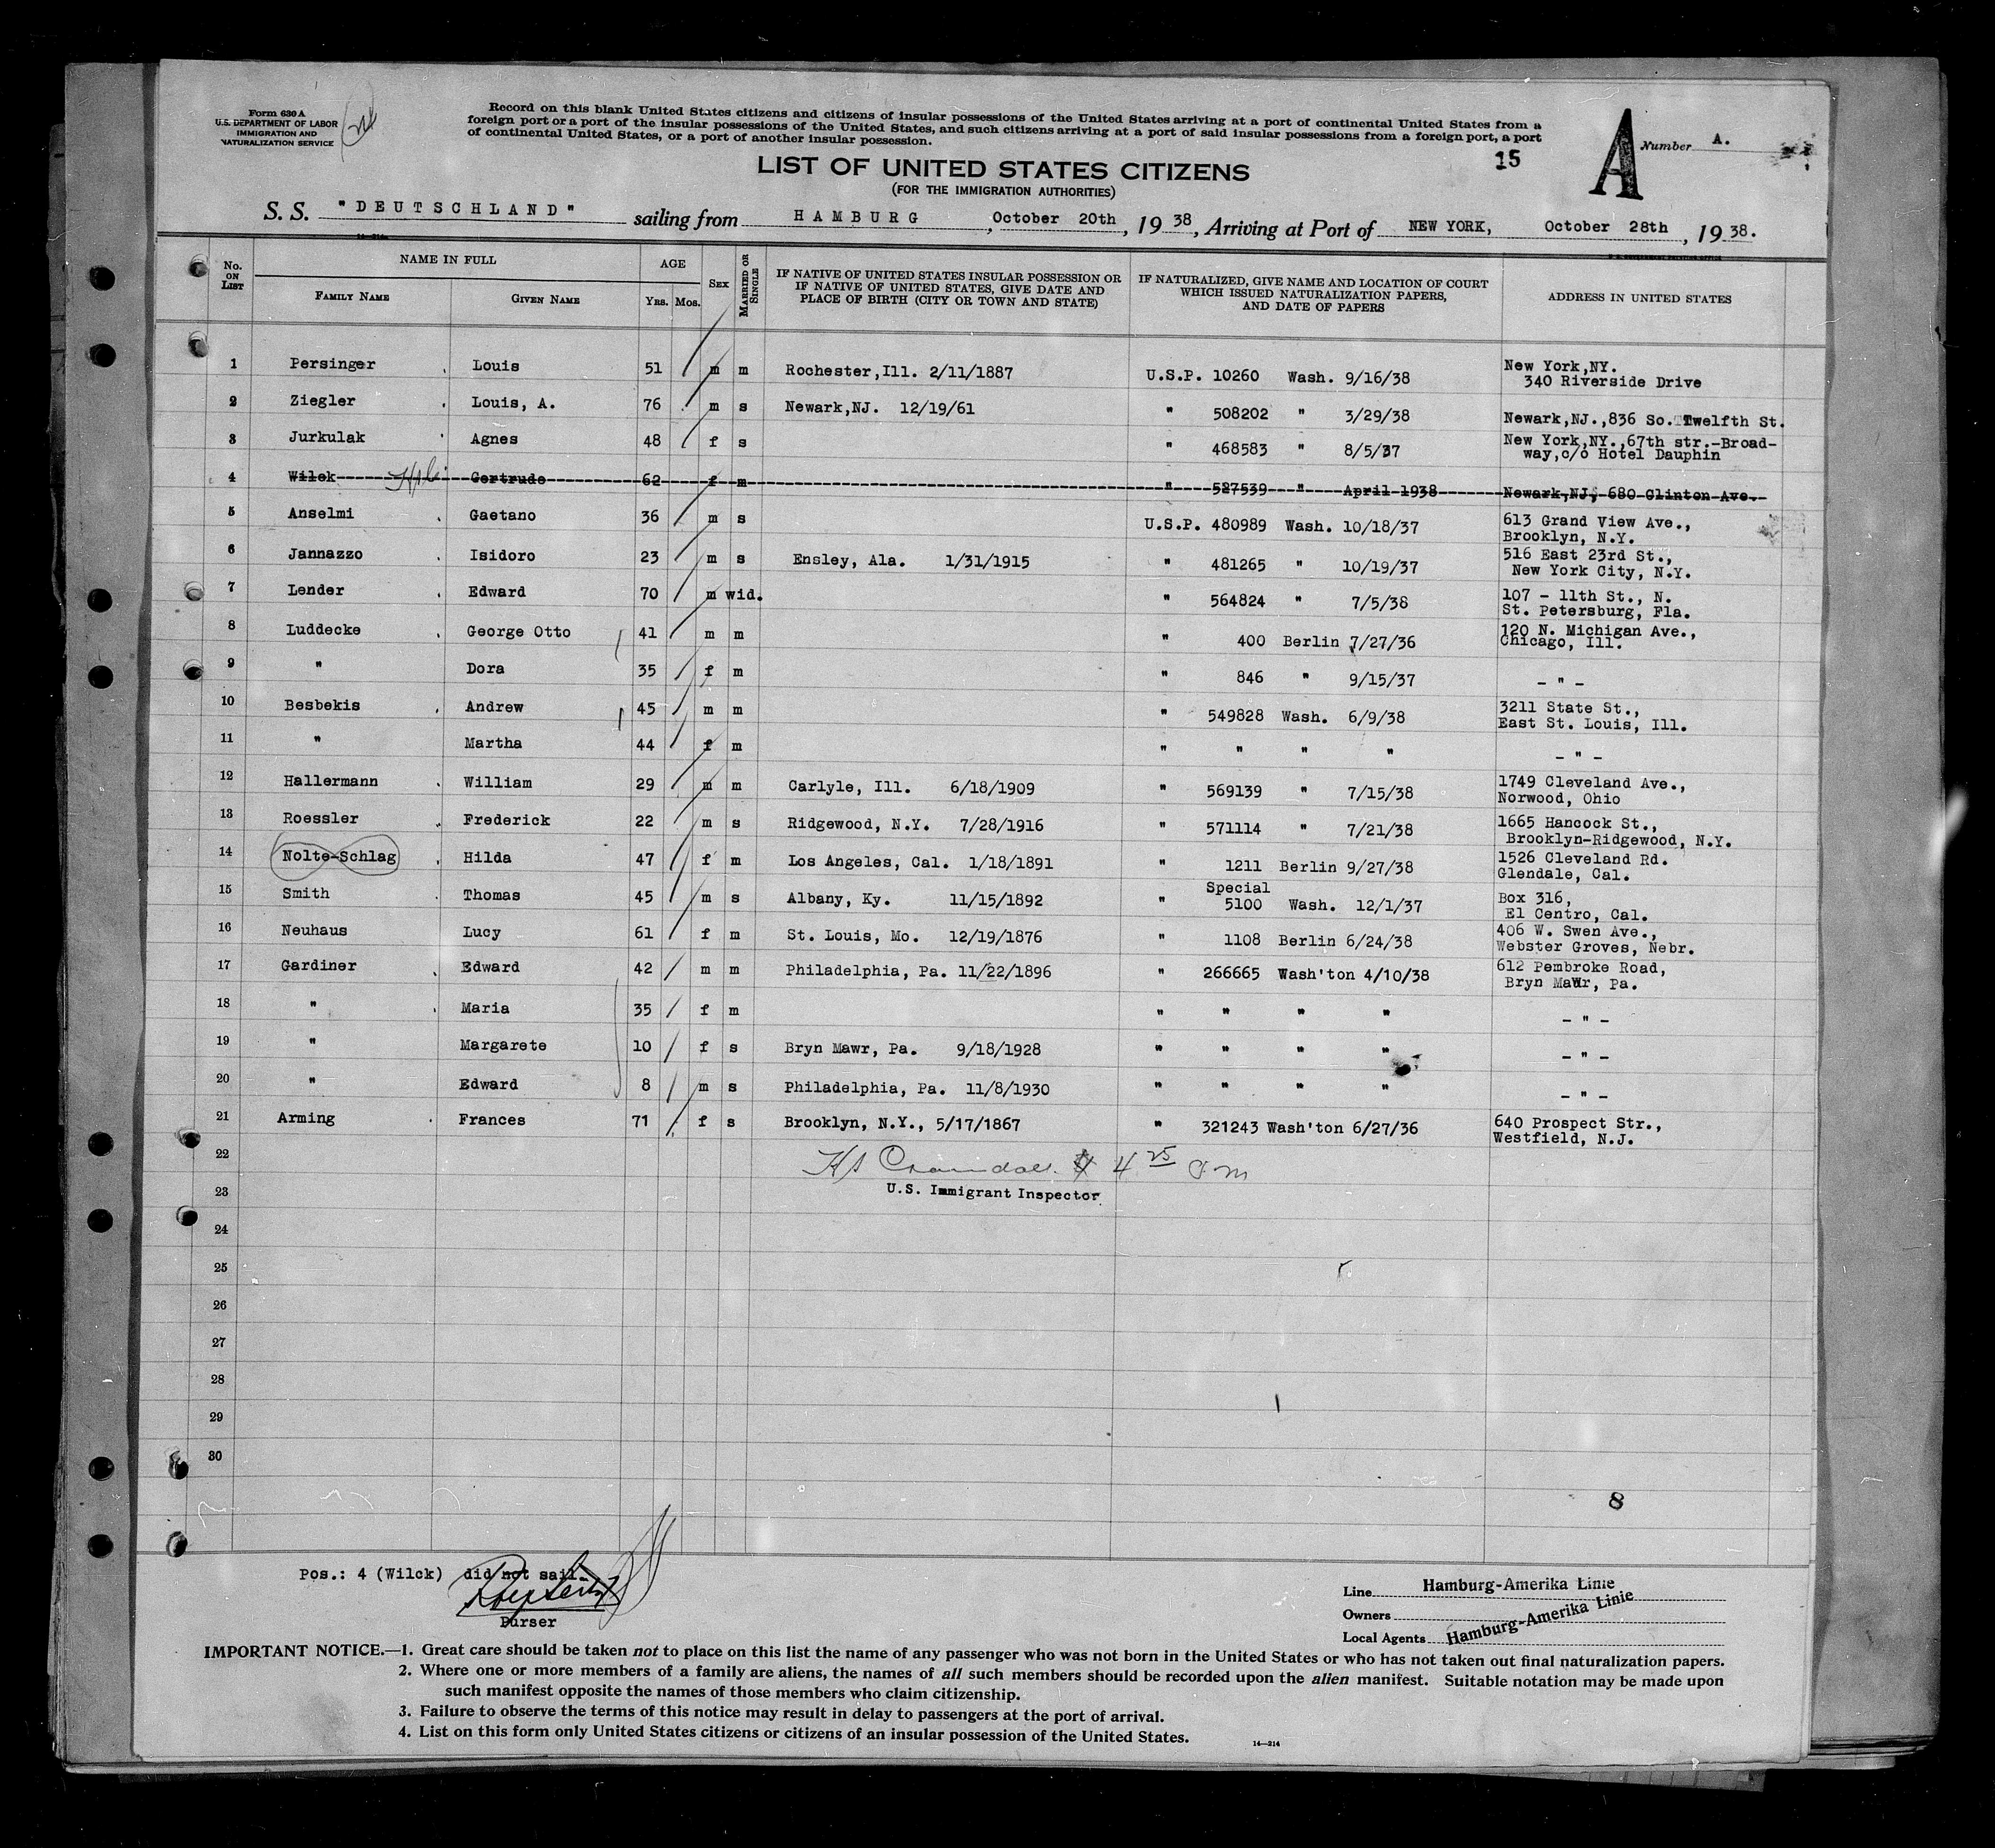 Form 630 A
U.S. DEPARTMENT OF LABOR
IMMIGRATION AND
NATURALIZATION SERVICE
Record on this blank United States citizens and citizens of insular possessions of the United States arriving at a port of continental United States from a
foreign port or a port of the insular possessions of the United States, and such citizens arriving at a port of said insular possessions from a foreign port, a port
of continental United States, or a port of another insular possession.
15
A
Number A.
LIST OF UNITED STATES CITIZENS
(FOR THE IMMIGRATION AUTHORITIES)
S. S. "DEUTSCHLAND" sailing from HAMBURG, October 20th, 1938, Arriving at Port of NEW YORK, October 28th, 1938.
No. ON LIST
NAME IN FULL
FAMILY NAME GIVEN NAME
AGE
YRS. MOS.
SEX
MARRIED OR SINGLE
IF NATIVE OF UNITED STATES INSULAR POSSESSION OR
IF NATIVE OF UNITED STATES, GIVE DATE AND
PLACE OF BIRTH (CITY OR TOWN AND STATE)
IF NATURALIZED, GIVE NAME AND LOCATION OF COURT
WHICH ISSUED NATURALIZATION PAPERS,
AND DATE OF PAPERS
ADDRESS IN UNITED STATES
1 Persinger Louis 51 m m Rochester,Ill. 2/11/1887 U.S.P. 10260 Wash. 9/16/38 New York,NY.
340 Riverside Drive
2 Ziegler Louis, A. 76 m s Newark,NJ. 12/19/61 " 508202 " 3/29/38 Newark,NJ.,836 So. Twelfth St.
3 Jurkulak Agnes 48 f s " 468583 " 8/5/37 New York,NY.,67th str.-Broad-
way,c/o Hotel Dauphin
4 Wilck Gertrude 62 f m " 527539 " April 1938 Newark,NJ, 680 Clinton Ave.
5 Anselmi Gaetano 36 m s U.S.P. 480989 Wash. 10/18/37 613 Grand View Ave.,
Brooklyn, N.Y.
6 Jannazzo Isidoro 23 m s Ensley, Ala. 1/31/1915 " 481265 " 10/19/37 516 East 23rd St.,
New York City, N.Y.
7 Lender Edward 70 m wid. " 564824 " 7/5/38 107 - 11th St., N.
St. Petersburg, Fla.
8 Luddecke George Otto 41 m m " 400 Berlin 7/27/36 120 N. Michigan Ave.,
Chicago, Ill.
9 " Dora 35 f m " 846 " 9/15/37 - " -
10 Besbekis Andrew 45 m m " 549828 Wash. 6/9/38 3211 State St.,
East St. Louis, Ill.
11 " Martha 44 f m " " " " - " -
12 Hallermann William 29 m m Carlyle, Ill. 6/18/1909 " 569139 " 7/15/38 1749 Cleveland Ave.,
Norwood, Ohio
13 Roessler Frederick 22 m s Ridgewood, N.Y. 7/28/1916 " 571114 " 7/21/38 1665 Hancock St.,
Brooklyn-Ridgewood, N.Y.
14 Nolte-Schlag Hilda 47 f m Los Angeles, Cal. 1/18/1891 " 1211 Berlin 9/27/38 1526 Cleveland Rd.
Glendale, Cal.
15 Smith Thomas 45 m s Albany, Ky. 11/15/1892 " Special 5100 Wash. 12/1/37 Box 316,
El Centro, Cal.
16 Neuhaus Lucy 61 f m St. Louis, Mo. 12/19/1876 " 1108 Berlin 6/24/38 406 W. Swen Ave.,
Webster Groves, Nebr.
17 Gardiner Edward 42 m m Philadelphia, Pa. 11/22/1896 " 266665 Wash'ton 4/10/38 612 Pembroke Road,
Bryn Mawr, Pa.
18 " Maria 35 f m " " " " - " -
19 " Margarete 10 f s Bryn Mawr, Pa. 9/18/1928 " " " " - " -
20 " Edward 8 m s Philadelphia, Pa. 11/8/1930 " " " " - " -
21 Arming Frances 71 f s Brooklyn, N.Y., 5/17/1867 " 321243 Wash'ton 6/27/36 640 Prospect Str.,
Westfield, N.J.
22 Crandall 4 25
23 U.S. Immigrant Inspector
24
25
26
27
28
29
30
8
Pos.: 4 (Wilck) did not sail.
Purser
Line Hamburg-Amerika Linie
Owners
Local Agents Hamburg-Amerika Linie
IMPORTANT NOTICE.—1. Great care should be taken not to place on this list the name of any passenger who was not born in the United States or who has not taken out final naturalization papers.
2. Where one or more members of a family are aliens, the names of all such members should be recorded upon the alien manifest. Suitable notation may be made upon
such manifest opposite the names of those members who claim citizenship.
3. Failure to observe the terms of this notice may result in delay to passengers at the port of arrival.
4. List on this form only United States citizens or citizens of an insular possession of the United States.
14—214